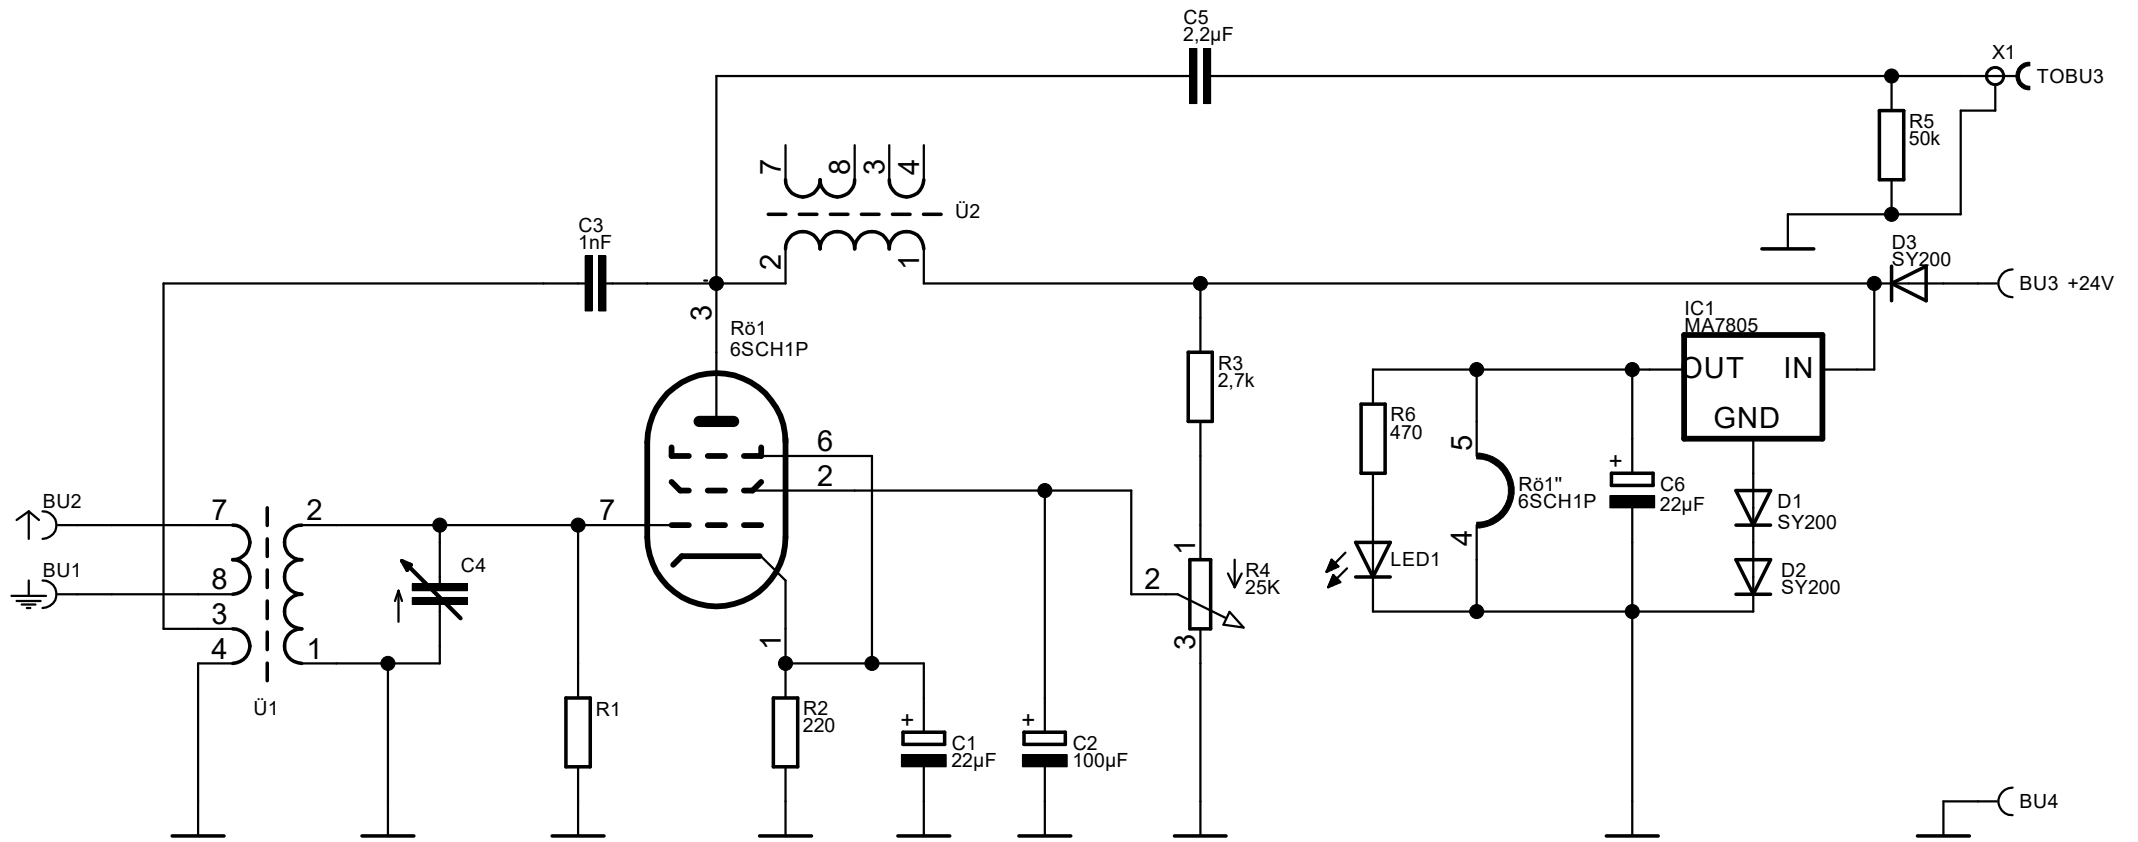 C5
2,2µF
X1
TOBU3
R5
50k
7 8 3 4
Ü2
C3
1nF
2 1
D3
SY200
BU3 +24V
3
Rö1
6SCH1P
IC1
MA7805
OUT IN
GND
R3
2,7k
R6
470
5
6
2
+
Rö1"
6SCH1P
C6
22µF
D1
SY200
BU2
7 2 7
4
1
LED1
D2
SY200
BU1
8
C4
R4
25K
2
3
4 1
1
3
Ü1
R1
R2
220
+
C1
22µF
+
C2
100µF
BU4